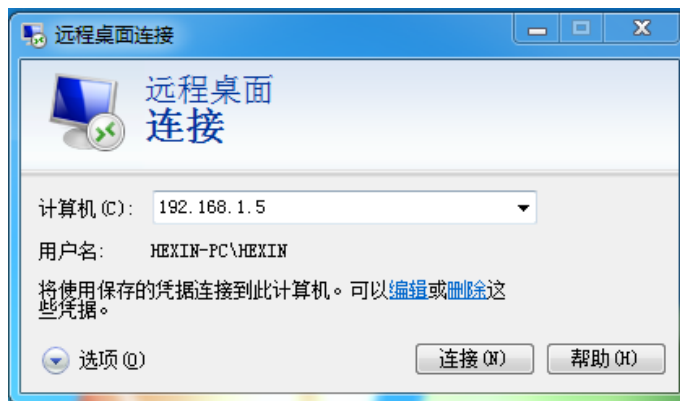 远程桌面连接
远程桌面
连接
计算机(C): 192.168.1.5
用户名: HEXIN-PC\HEXIN
将使用保存的凭据连接到此计算机。可以编辑或删除这
些凭据。
选项(O) 连接(N) 帮助(H)